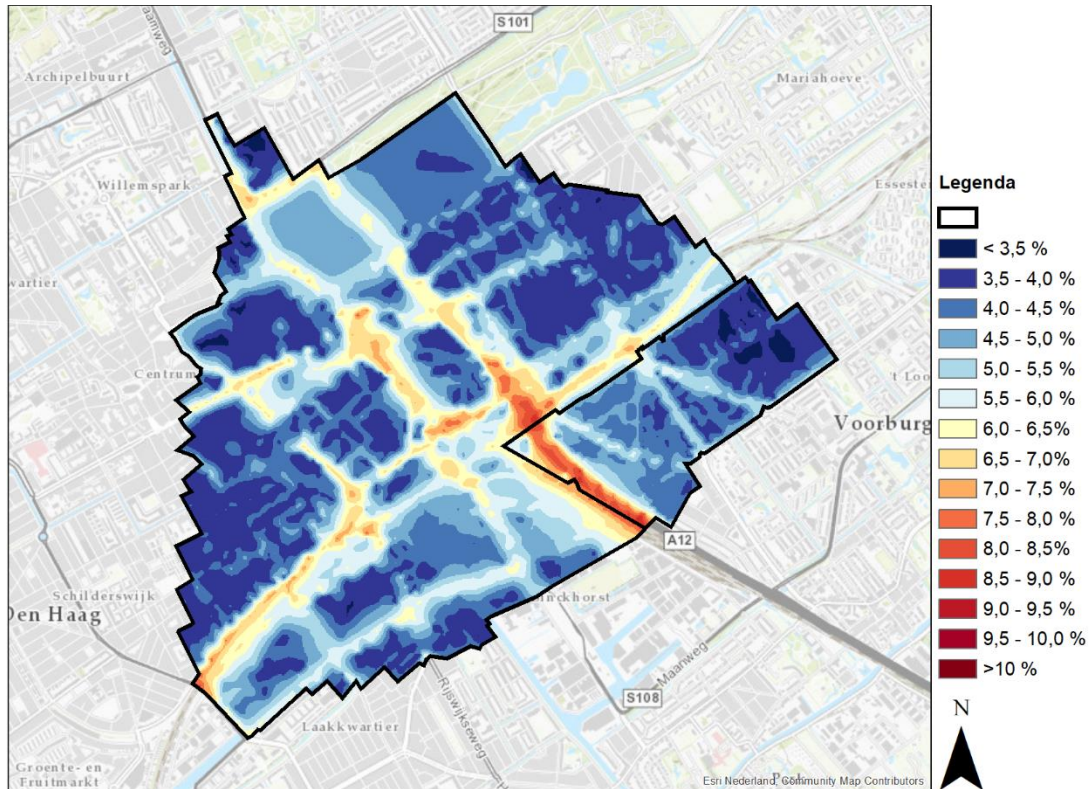 S101
Archipelbuurt
Mariahoeve
Willemspark
Esseste
Centrum
't Loo
Voorburg
A12
Schilderswijk
Den Haag
inckhorst
Maanweg
S108
Laakkwartier
Rijswijkseweg
Groente- en
Fruitmarkt
Esri Nederland, Community Map Contributors
Legenda
< 3,5 %
3,5 - 4,0 %
4,0 - 4,5%
4,5 - 5,0 %
5,0 - 5,5 %
5,5 - 6,0 %
6,0 - 6,5%
6,5 - 7,0%
7,0 - 7,5 %
7,5 - 8,0 %
8,0 - 8,5%
8,5 - 9,0 %
9,0 - 9,5 %
9,5 - 10,0 %
>10 %
N